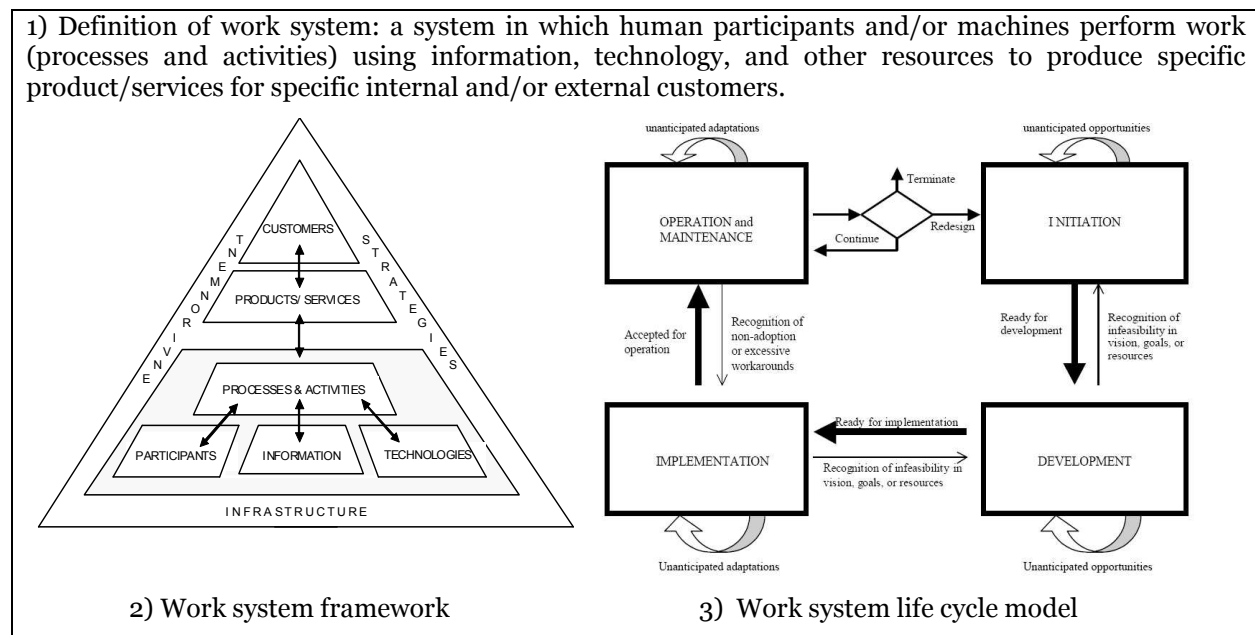 1) Definition of work system: a system in which human participants and/or machines perform work
(processes and activities) using information, technology, and other resources to produce specific
product/services for specific internal and/or external customers.
CUSTOMERS
PRODUCTS/ SERVICES
PROCESSES & ACTIVITIES
PARTICIPANTS
INFORMATION
TECHNOLOGIES
ENVIRONMENT
STRATEGIES
INFRASTRUCTURE
2) Work system framework
unanticipated adaptations
OPERATION and
MAINTENANCE
Terminate
Continue
Redesign
unanticipated opportunities
I NITIATION
Accepted for
operation
Recognition of
non-adoption
or excessive
workarounds
Ready for
development
Recognition of
infeasibility in
vision, goals, or
resources
IMPLEMENTATION
Ready for implementation
Recognition of infeasibility in
vision, goals, or resources
DEVELOPMENT
Unanticipated adaptations
Unanticipated opportunities
3) Work system life cycle model